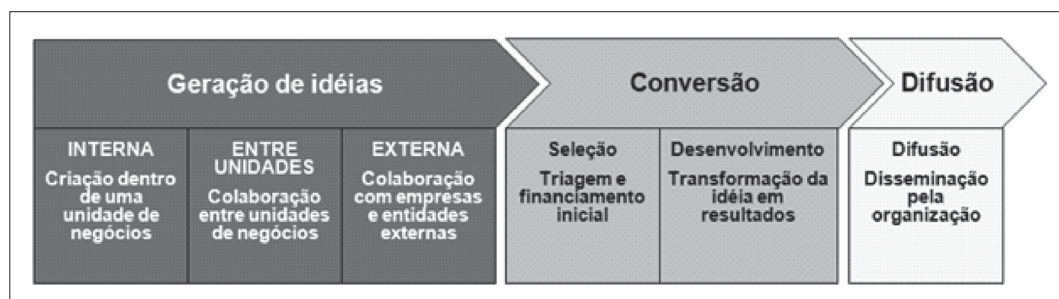 Geração de idéias
Conversão
Difusão
INTERNA
Criação dentro
de uma
unidade de
negócios
ENTRE
UNIDADES
Colaboração
entre unidades
de negócios
EXTERNA
Colaboração
com empresas
e entidades
externas
Seleção
Triagem e
financiamento
inicial
Desenvolvimento
Transformação da
idéia em
resultados
Difusão
Disseminação
pela
organização